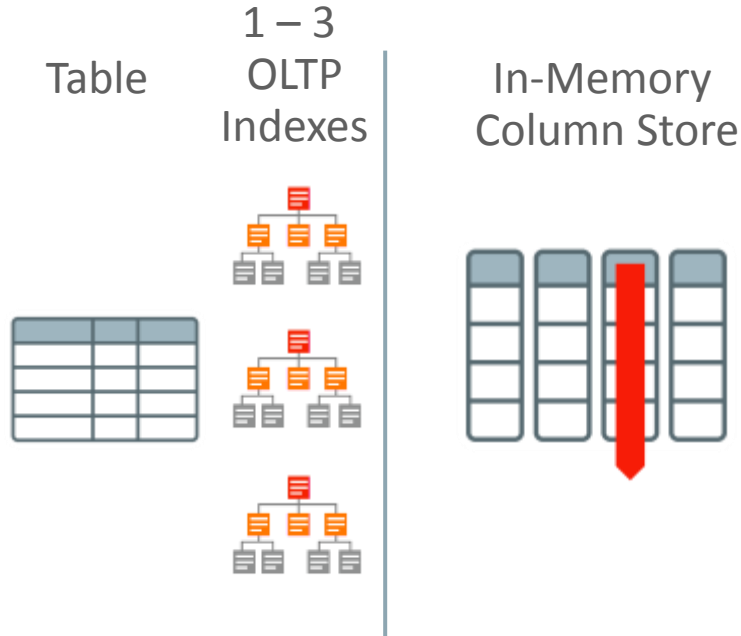 Table
1 – 3
OLTP
Indexes
In-Memory
Column Store